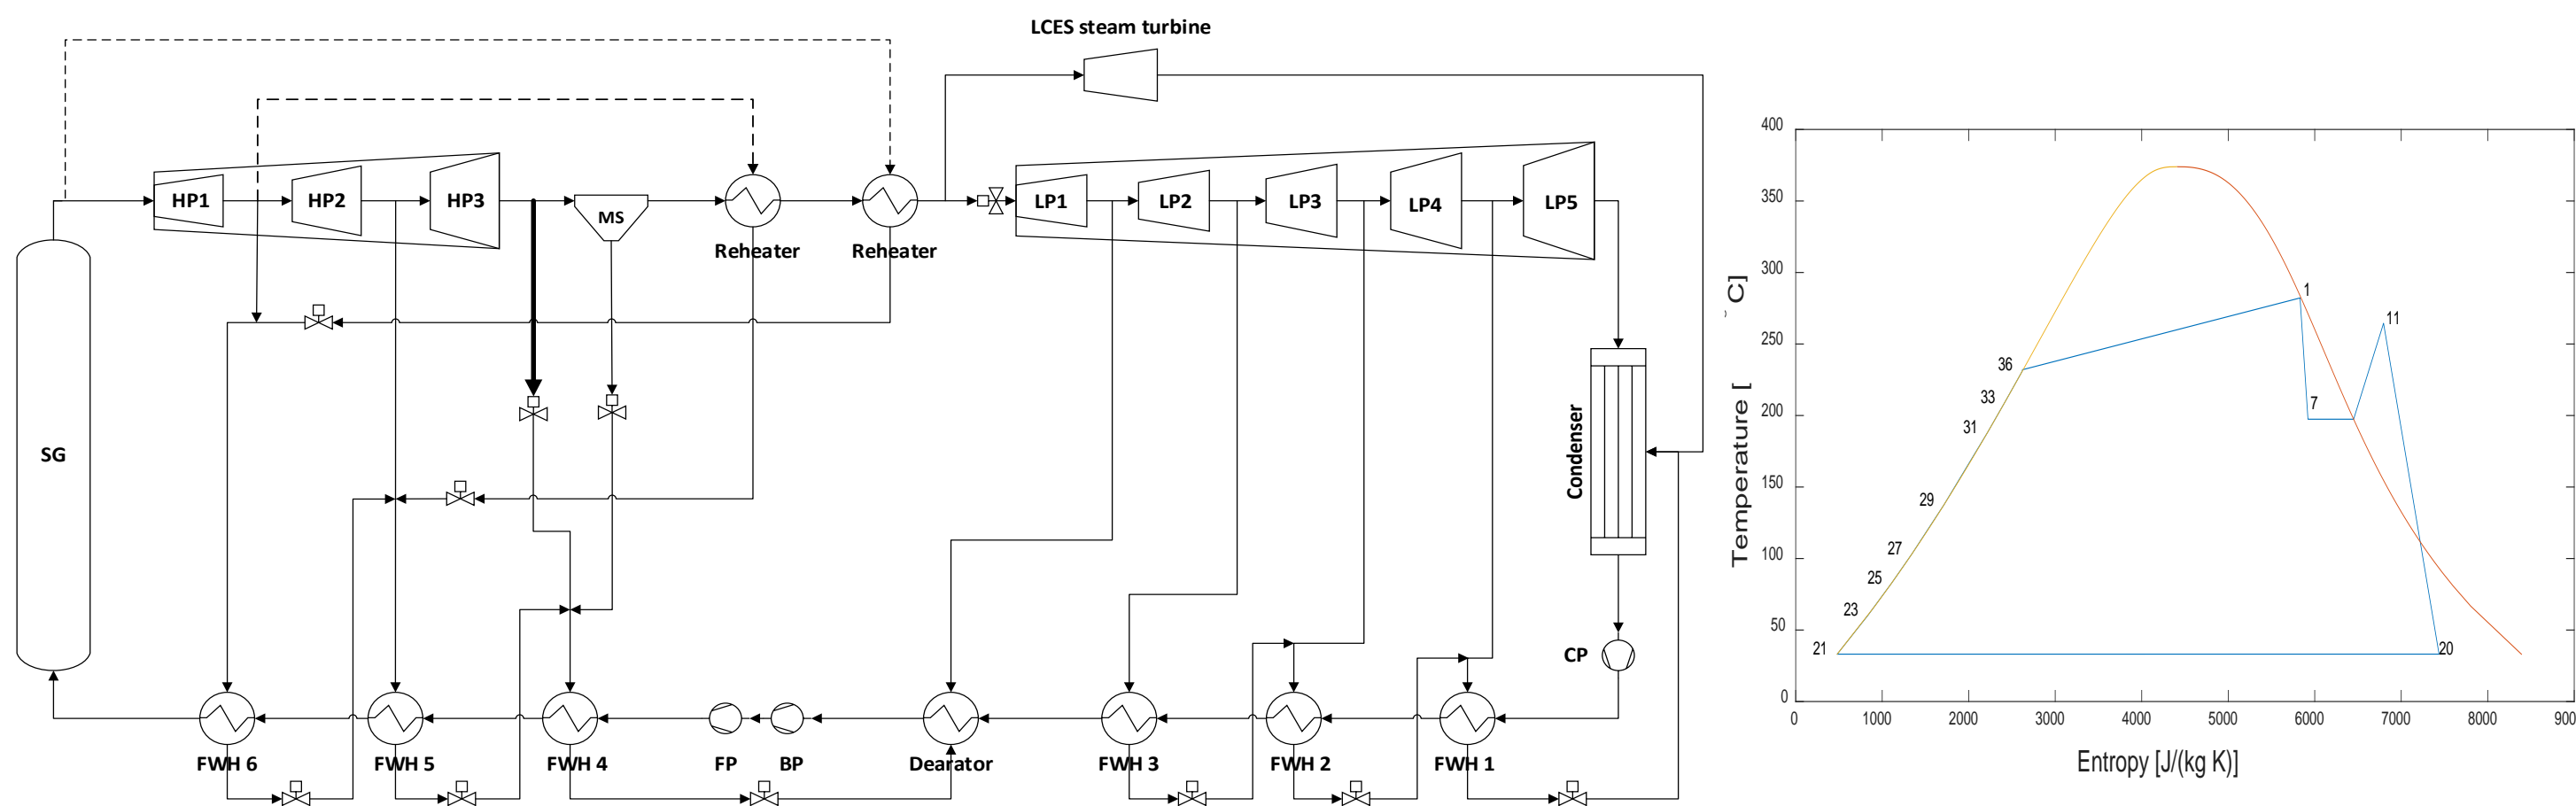 LCES steam turbine
HP1
HP2
HP3
MS
Reheater
Reheater
LP1
LP2
LP3
LP4
LP5
SG
Condenser
CP
FWH 6
FWH 5
FWH 4
FP
BP
Dearator
FWH 3
FWH 2
FWH 1
400
350
300
250
200
150
100
50
0
Temperature [ ° C]
1
11
36
7
33
31
29
27
25
23
21
20
0
1000
2000
3000
4000
5000
6000
7000
8000
900
Entropy [J/(kg K)]